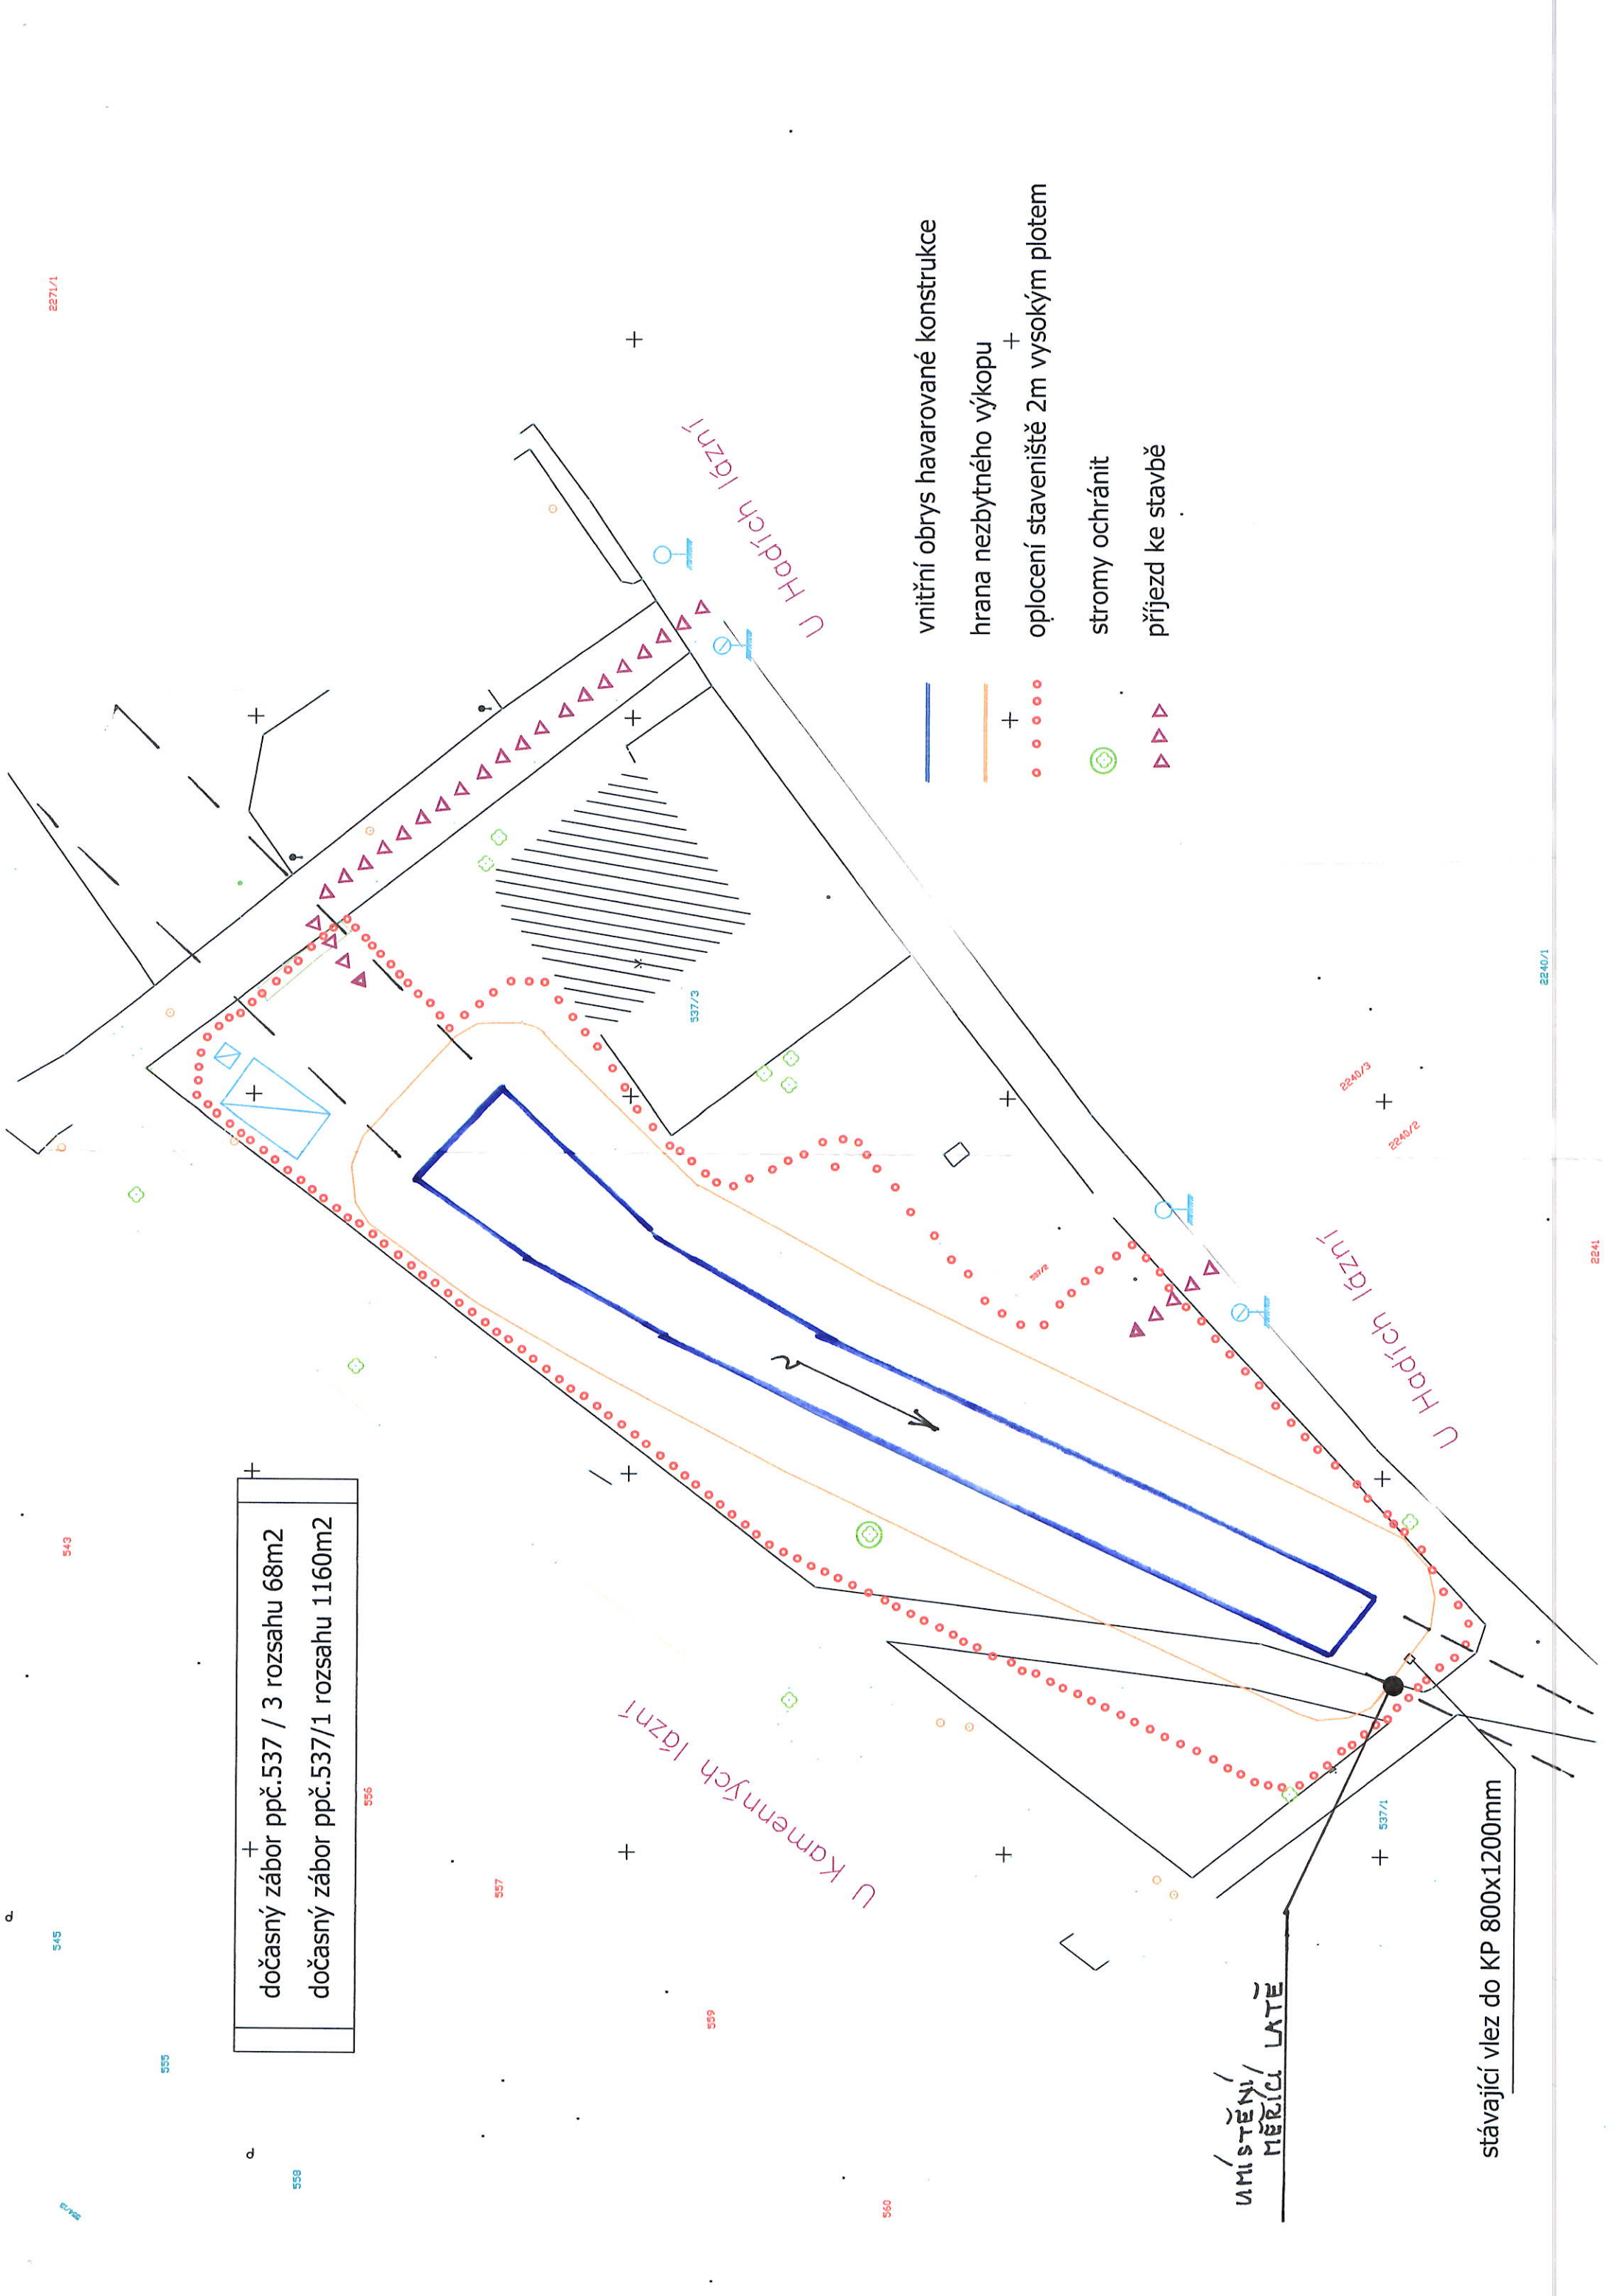 dočasný zábor ppč.537 / 3 rozsahu 68m2
dočasný zábor ppč.537/1 rozsahu 1160m2
vnitřní obrys havarované konstrukce
hrana nezbytného výkopu
oplocení staveniště 2m vysokým plotem
stromy ochránit
příjezd ke stavbě
U Hadích lázní
U Hadích lázní
U Kamenných lázní
UMÍSTĚNÍ
MĚŘÍCÍ LATĚ
stávající vlez do KP 800x1200mm
2271/1
543
545
555
556
557
558
559
560
537/3
537/2
537/1
2240/1
2240/3
2240/2
2241